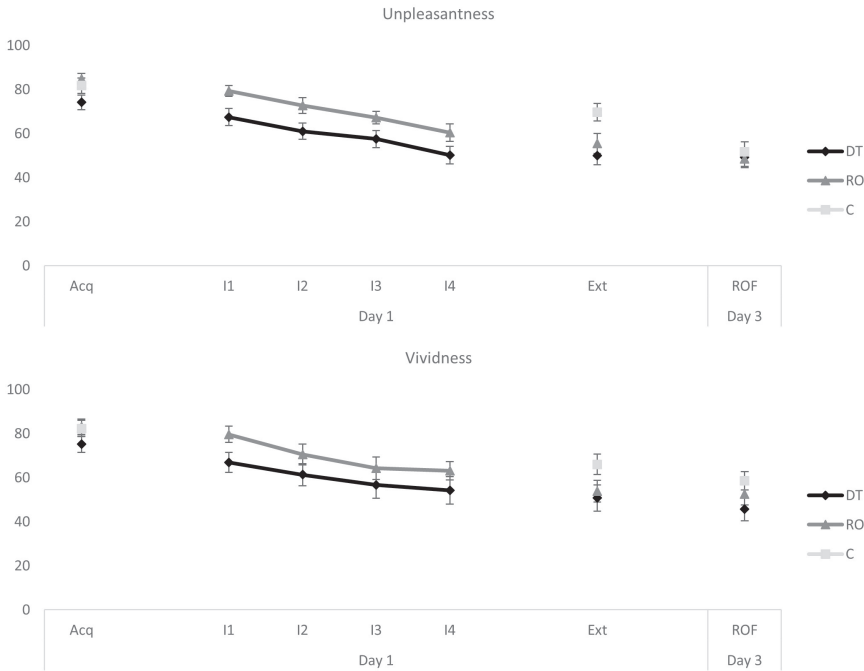 Unpleasantness
100
80
60
40
20
0
Acq I1 I2 I3 I4 Ext ROF
Day 1 Day 3
DT
RO
C
Vividness
100
80
60
40
20
0
Acq I1 I2 I3 I4 Ext ROF
Day 1 Day 3
DT
RO
C